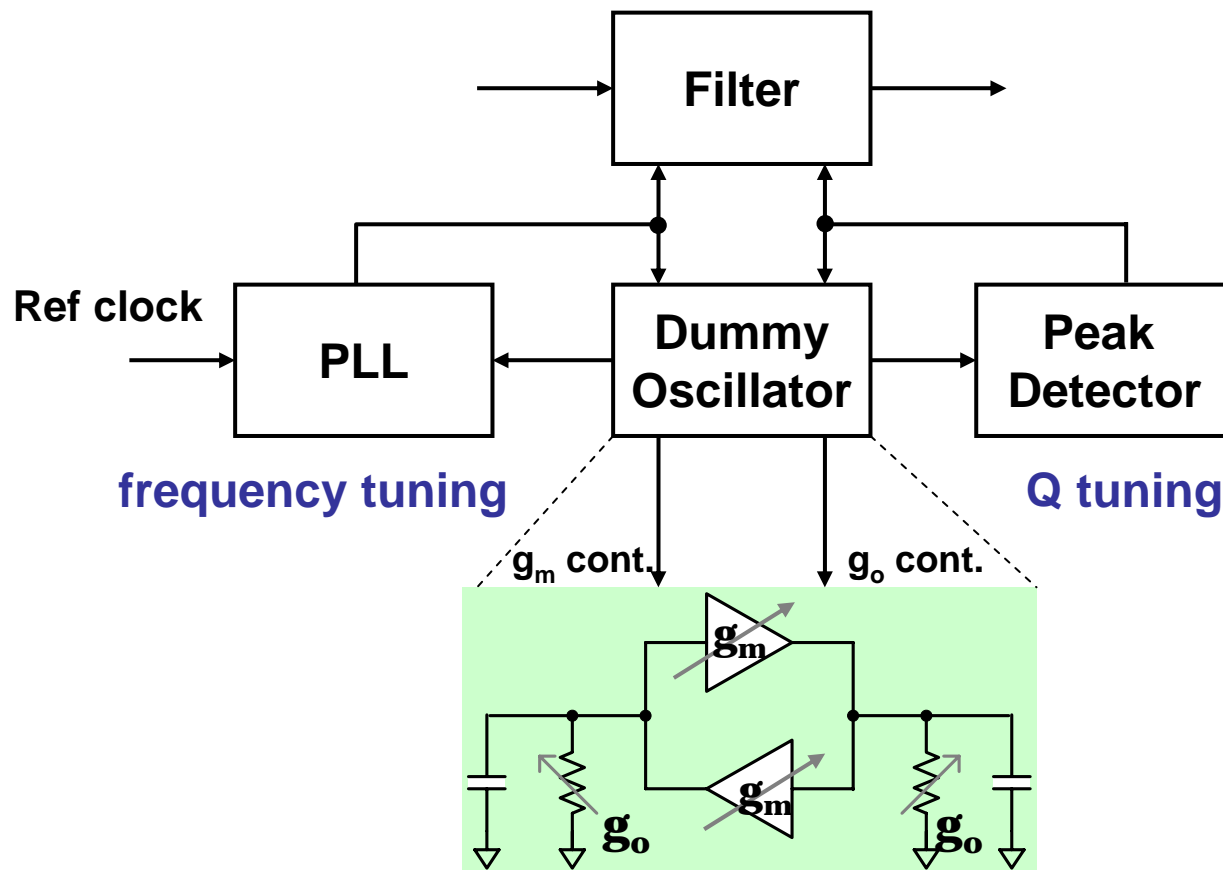 Filter
Ref clock
PLL
Dummy
Oscillator
Peak
Detector
frequency tuning
Q tuning
gm cont.
go cont.
gm
gm
go
go